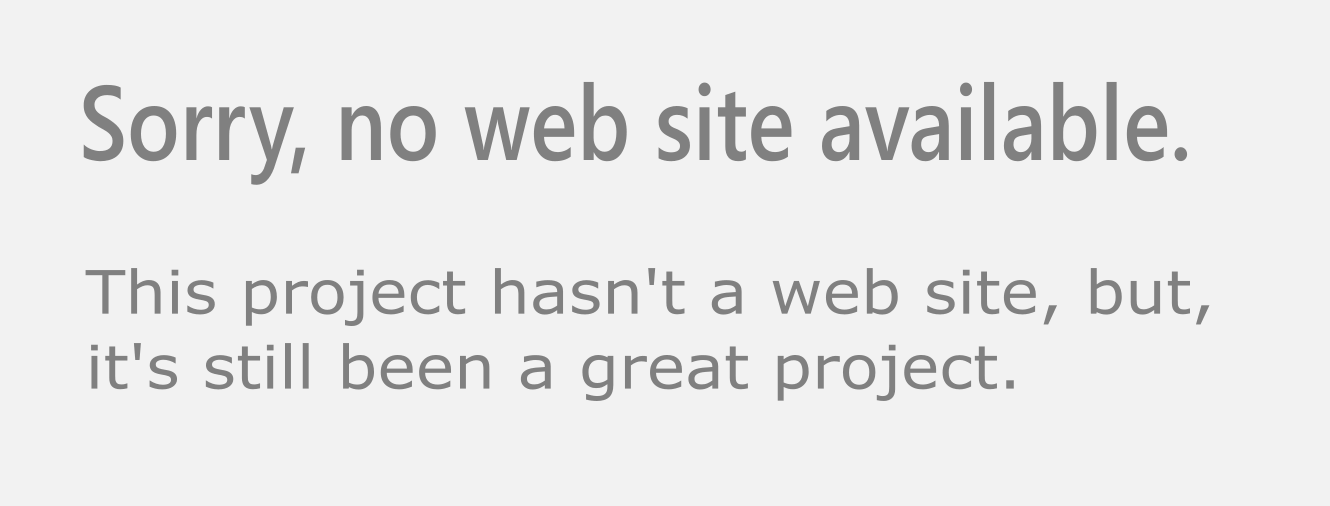 Sorry, no web site available.
This project hasn't a web site, but,
it's still been a great project.